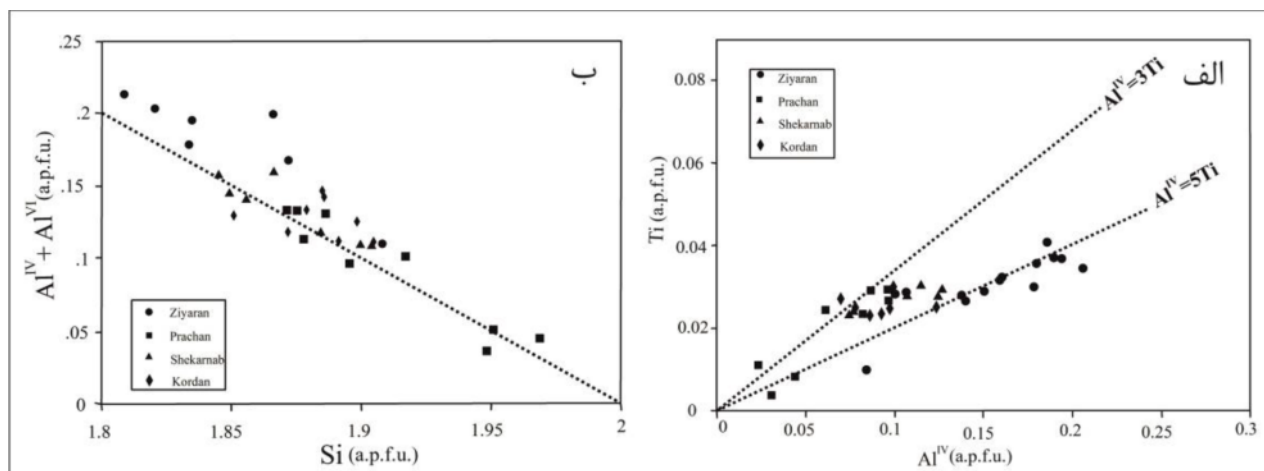 .25
.2
.15
.1
.05
0
1.8
1.85
1.9
1.95
2
Al^IV + Al^VI (a.p.f.u.)
Si (a.p.f.u.)
ب
Ziyaran
Prachan
Shekarnab
Kordan
0.08
0.06
0.04
0.02
0
0
0.05
0.1
0.15
0.2
0.25
0.3
Ti (a.p.f.u.)
Al^IV (a.p.f.u.)
الف
Ziyaran
Prachan
Shekarnab
Kordan
Al^IV=3Ti
Al^IV=5Ti